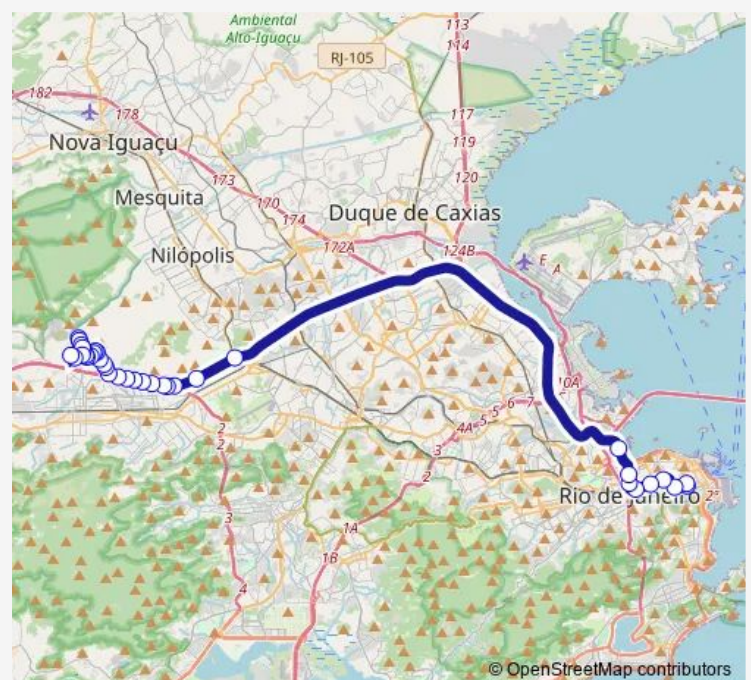 Ambiental
Alto-Iguaçu
113
114
RJ-105
182
178
117
Nova Iguaçu
119
173
120
Mesquita
170
174
Duque de Caxias
172A
124B
Nilópolis
F
A
10A
7
6
5
5
4A
2
2
3
2
3
1A
1B
4
Rio de Janeiro
2°
© OpenStreetMap contributors